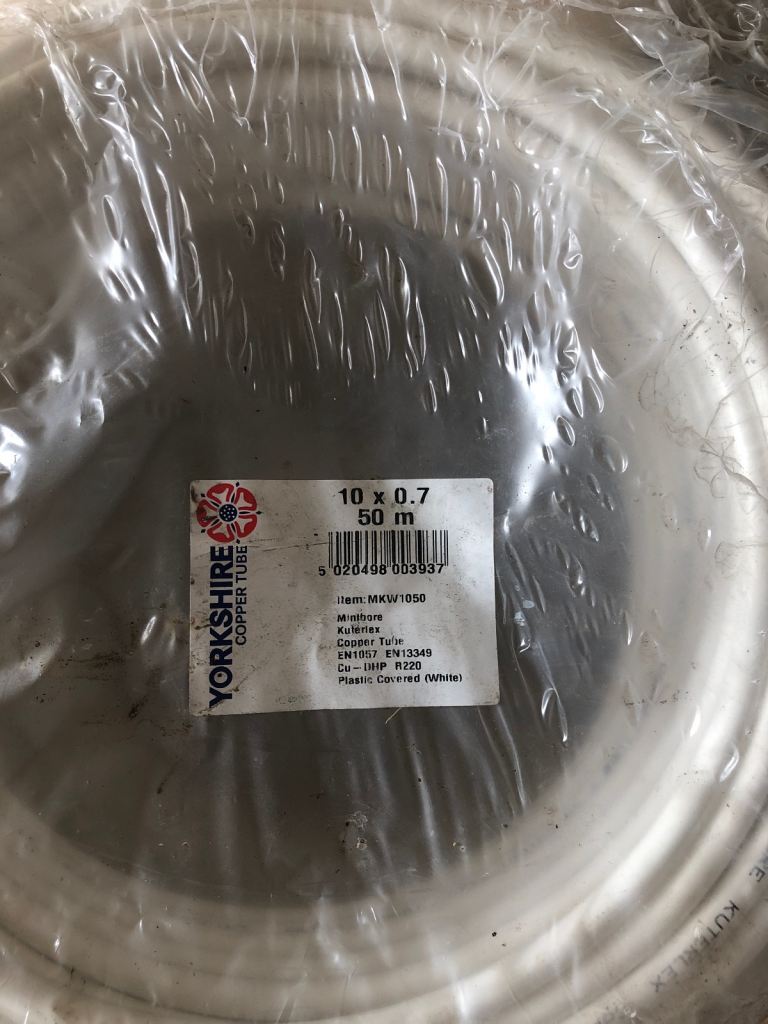 YORKSHIRE
COPPER TUBE
10 x 0.7
50 m
5 020498 003937
Item: MKW1050
Minibore
Kuterlex
Copper Tube
EN1057 EN13349
Cu-DHP R220
Plastic Covered (White)
KUTERLEX